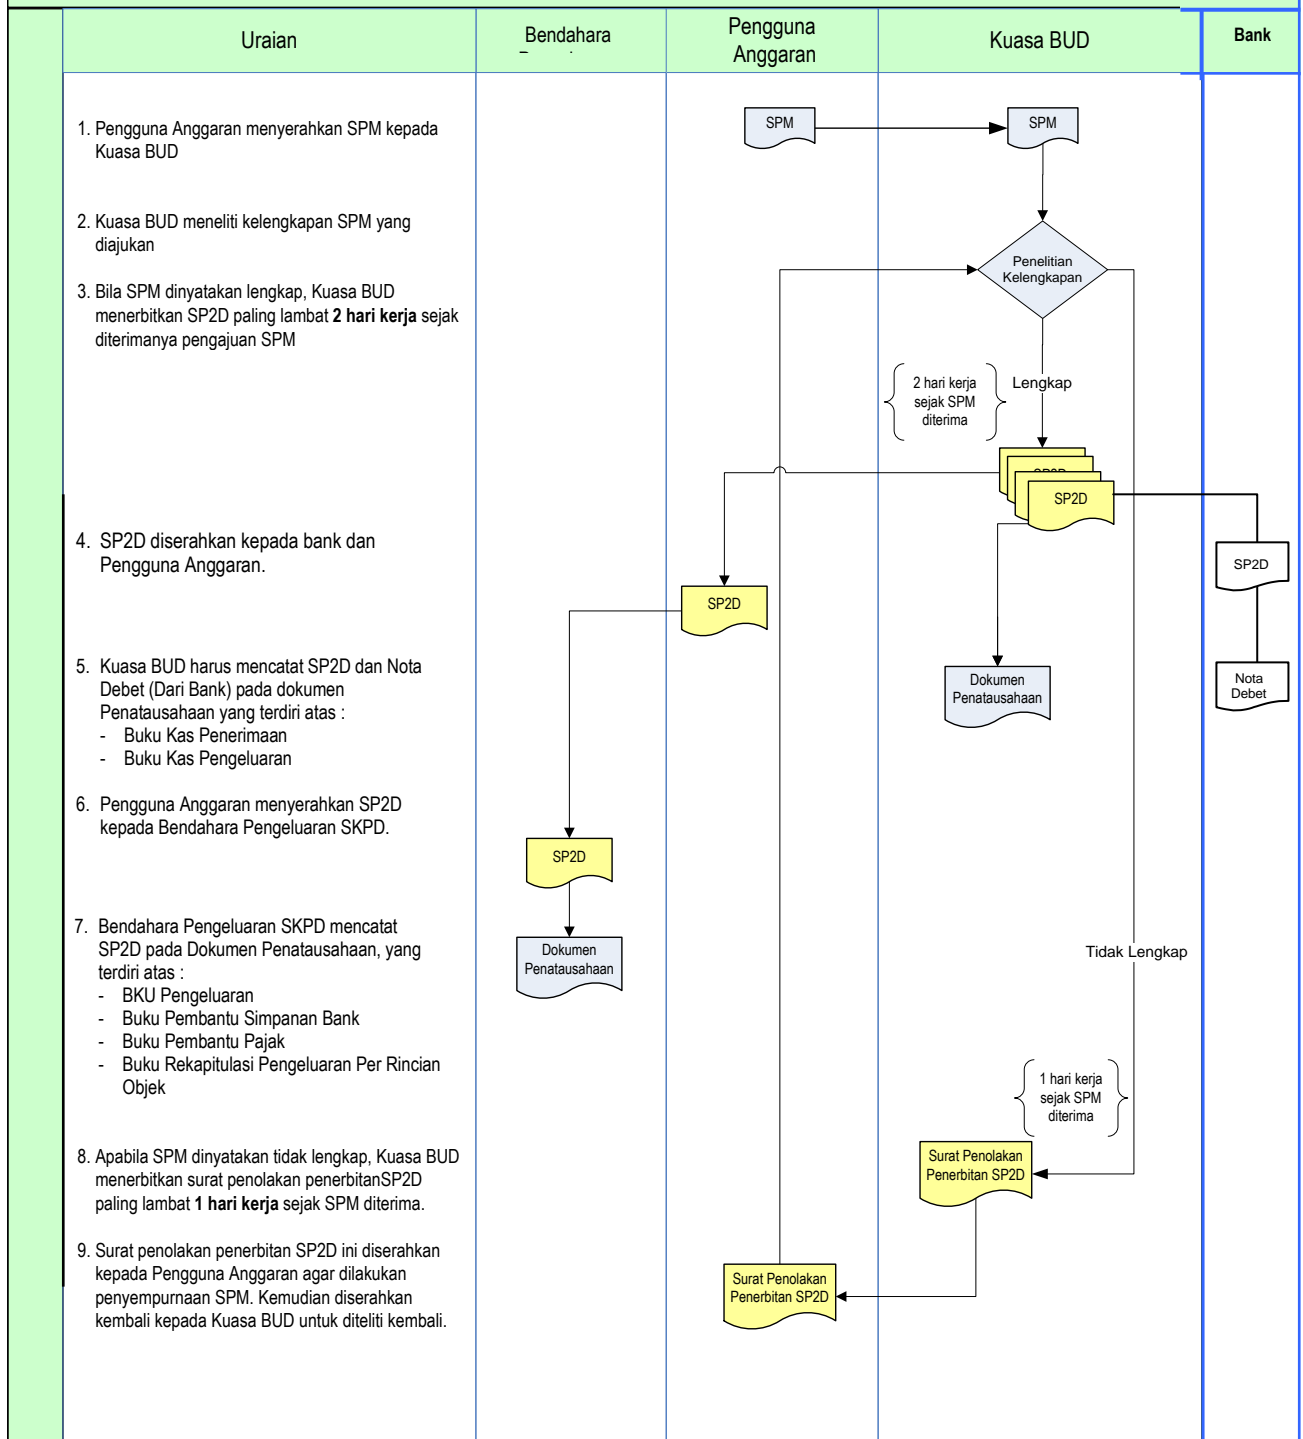 Uraian
Bendahara
Pengguna
Anggaran
Kuasa BUD
Bank
1. Pengguna Anggaran menyerahkan SPM kepada
Kuasa BUD
2. Kuasa BUD meneliti kelengkapan SPM yang
diajukan
3. Bila SPM dinyatakan lengkap, Kuasa BUD
menerbitkan SP2D paling lambat 2 hari kerja sejak
diterimanya pengajuan SPM
4. SP2D diserahkan kepada bank dan
Pengguna Anggaran.
5. Kuasa BUD harus mencatat SP2D dan Nota
Debet (Dari Bank) pada dokumen
Penatausahaan yang terdiri atas :
- Buku Kas Penerimaan
- Buku Kas Pengeluaran
6. Pengguna Anggaran menyerahkan SP2D
kepada Bendahara Pengeluaran SKPD.
7. Bendahara Pengeluaran SKPD mencatat
SP2D pada Dokumen Penatausahaan, yang
terdiri atas :
- BKU Pengeluaran
- Buku Pembantu Simpanan Bank
- Buku Pembantu Pajak
- Buku Rekapitulasi Pengeluaran Per Rincian
Objek
8. Apabila SPM dinyatakan tidak lengkap, Kuasa BUD
menerbitkan surat penolakan penerbitanSP2D
paling lambat 1 hari kerja sejak SPM diterima.
9. Surat penolakan penerbitan SP2D ini diserahkan
kepada Pengguna Anggaran agar dilakukan
penyempurnaan SPM. Kemudian diserahkan
kembali kepada Kuasa BUD untuk diteliti kembali.
SPM
SPM
Penelitian
Kelengkapan
2 hari kerja
sejak SPM
diterima
Lengkap
SP2D
SP2D
SP2D
SP2D
Dokumen
Penatausahaan
Nota
Debet
SP2D
Dokumen
Penatausahaan
Tidak Lengkap
1 hari kerja
sejak SPM
diterima
Surat Penolakan
Penerbitan SP2D
Surat Penolakan
Penerbitan SP2D